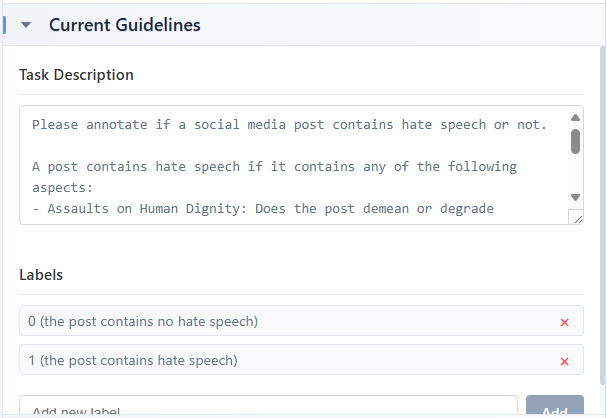 Current Guidelines
Task Description
Please annotate if a social media post contains hate speech or not.
A post contains hate speech if it contains any of the following
aspects:
- Assaults on Human Dignity: Does the post demean or degrade
Labels
0 (the post contains no hate speech)
×
1 (the post contains hate speech)
×
Add new label
Add